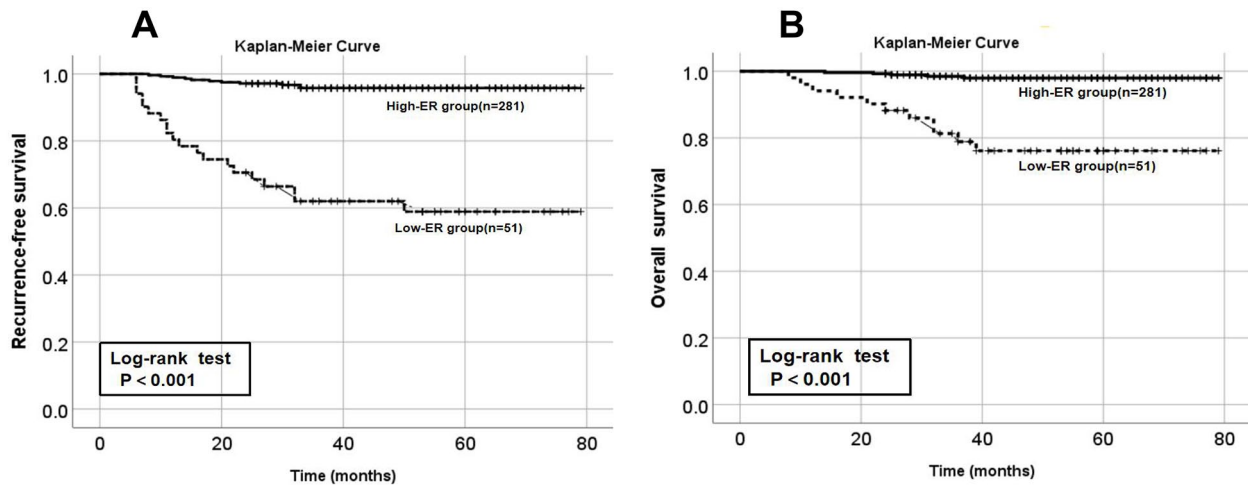 A
Kaplan-Meier Curve
Recurrence-free survival
1.0
0.8
0.6
0.4
0.2
0.0
High-ER group(n=281)
Low-ER group(n=51)
Log-rank test
P < 0.001
0 20 40 60 80
Time (months)
B
Kaplan-Meier Curve
Overall survival
1.0
0.8
0.6
0.4
0.2
0.0
High-ER group(n=281)
Low-ER group(n=51)
Log-rank test
P < 0.001
0 20 40 60 80
Time (months)